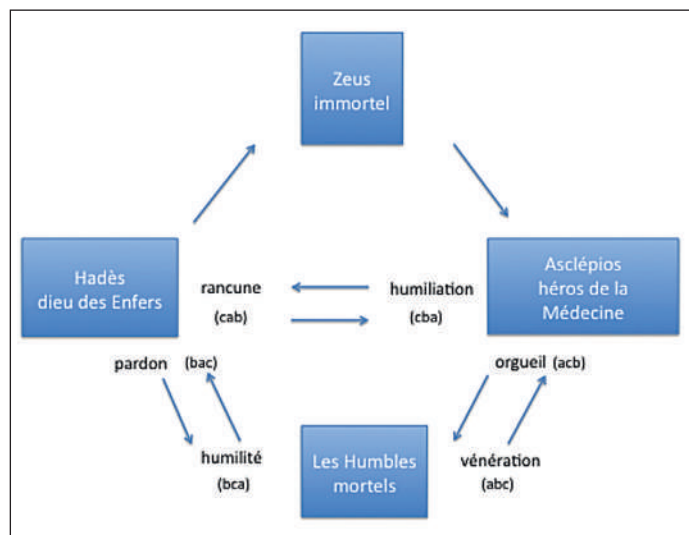 Zeus
immortel
Hadès
dieu des Enfers
rancune
(cab)
humiliation
(cba)
Asclépios
héros de la
Médecine
pardon (bac)
orgueil (acb)
humilité
(bca)
Les Humbles
mortels
vénération
(abc)